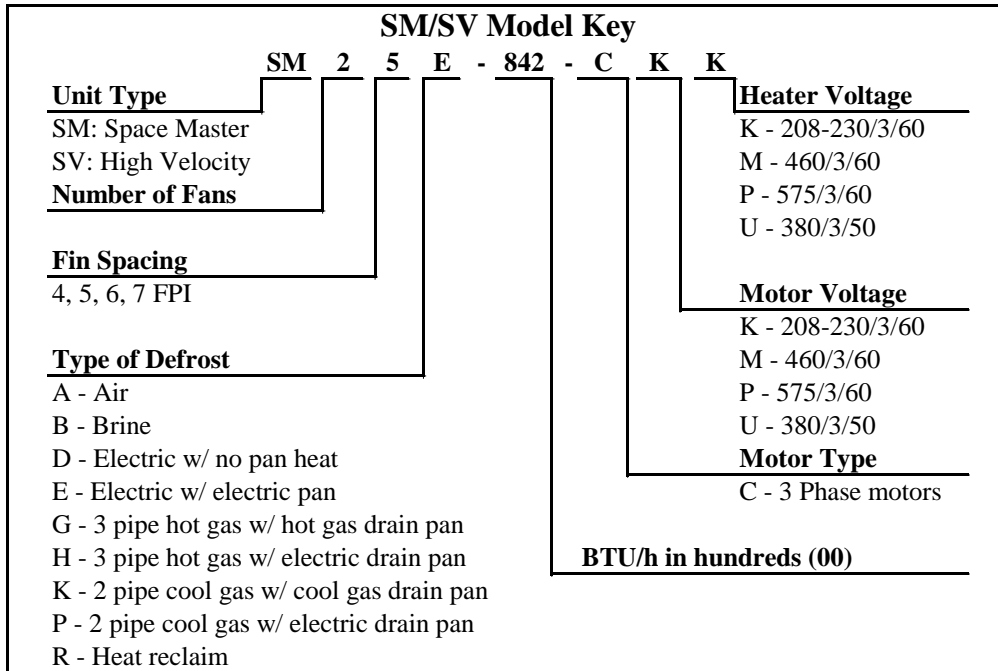 SM/SV Model Key
SM 2 5 E - 842 - C K K
Unit Type
SM: Space Master
SV: High Velocity
Number of Fans
Fin Spacing
4, 5, 6, 7 FPI
Type of Defrost
A - Air
B - Brine
D - Electric w/ no pan heat
E - Electric w/ electric pan
G - 3 pipe hot gas w/ hot gas drain pan
H - 3 pipe hot gas w/ electric drain pan
K - 2 pipe cool gas w/ cool gas drain pan
P - 2 pipe cool gas w/ electric drain pan
R - Heat reclaim
Heater Voltage
K - 208-230/3/60
M - 460/3/60
P - 575/3/60
U - 380/3/50
Motor Voltage
K - 208-230/3/60
M - 460/3/60
P - 575/3/60
U - 380/3/50
Motor Type
C - 3 Phase motors
BTU/h in hundreds (00)